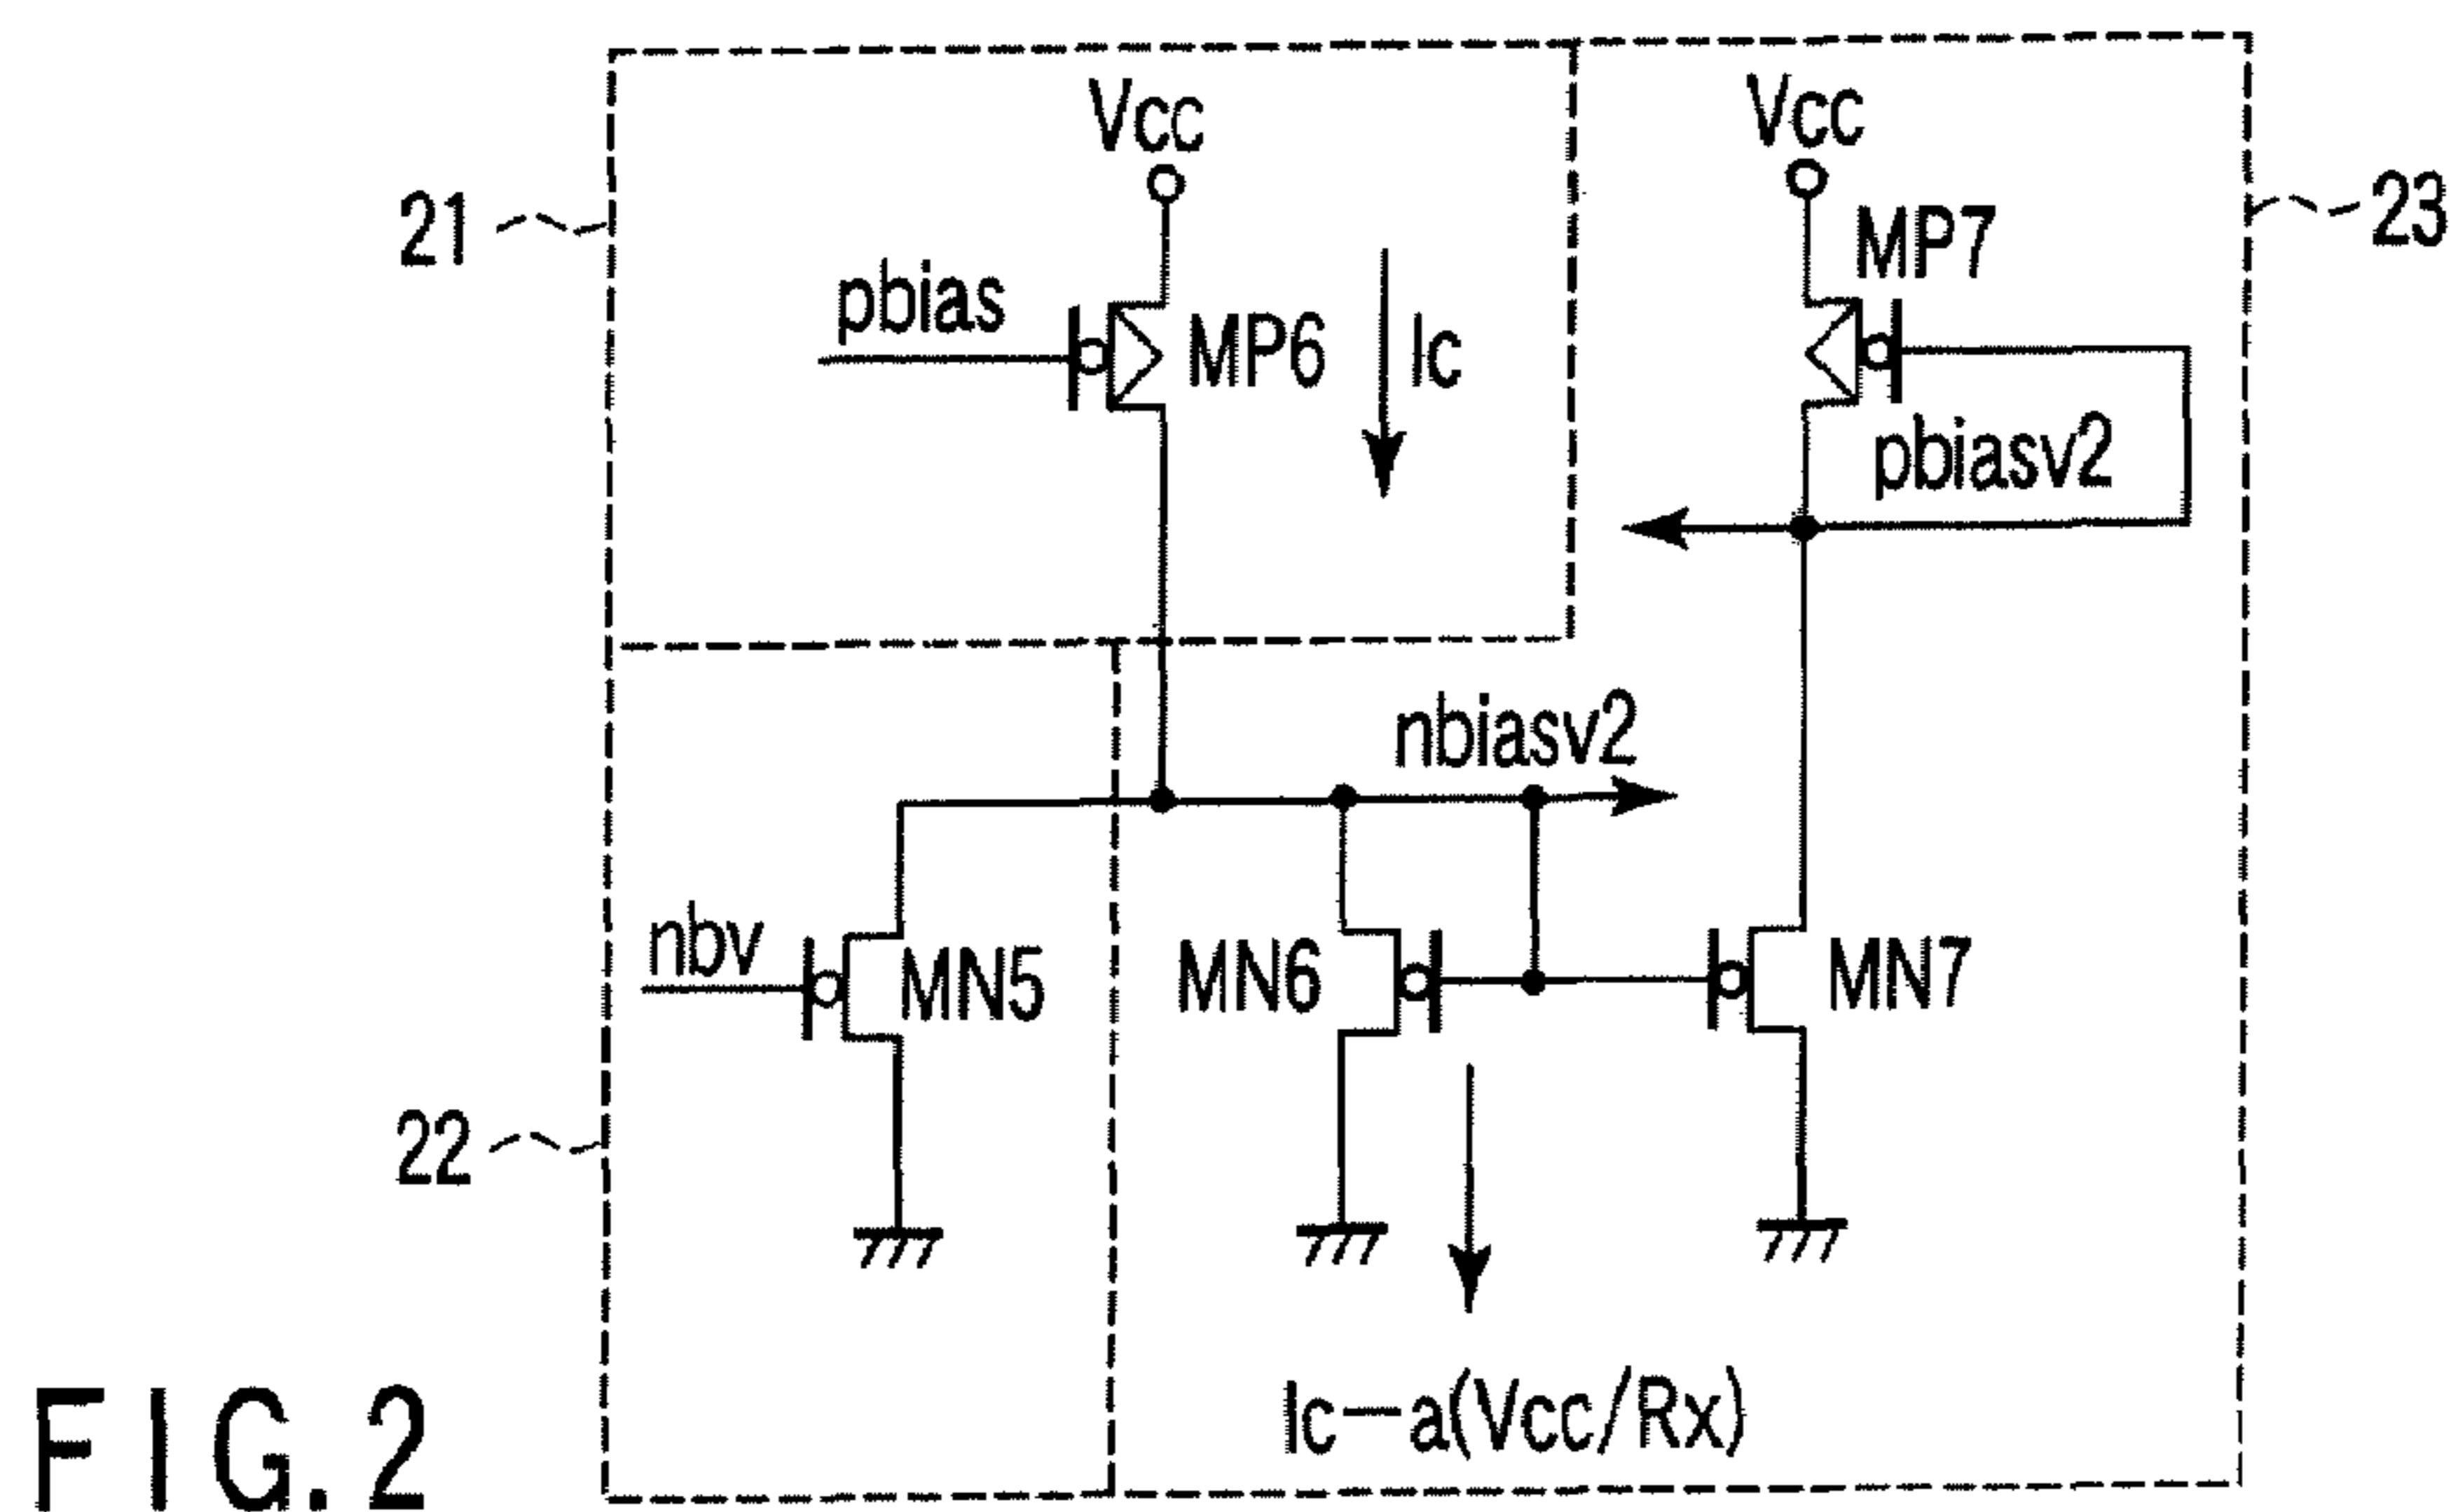 Vcc
Vcc
21
23
MP7
pbias
MP6
Ic
pbiasv2
nbiasv2
nbv
MN5
MN6
MN7
22
Ic－a(Vcc/Rx)
FIG.2